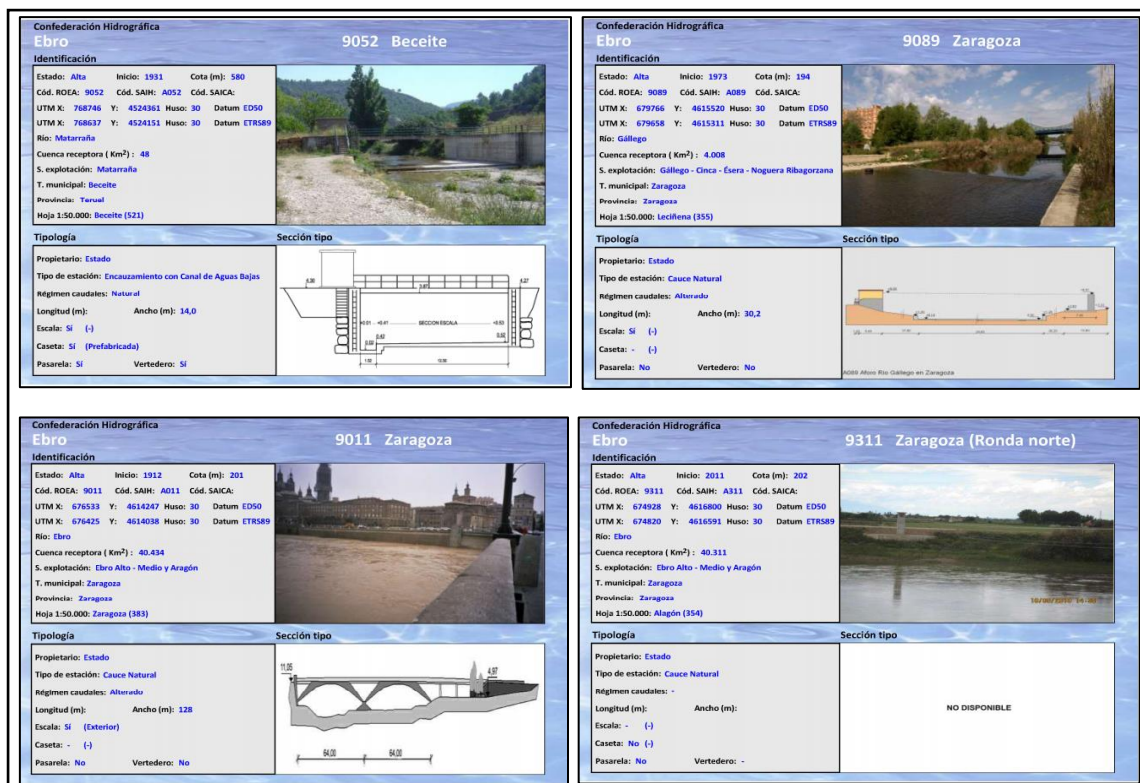 Confederación Hidrográfica
Ebro
9052 Beceite
Identificación
Estado: Alta Inicio: 1931 Cota (m): 580
Cód. ROEA: 9052 Cód. SAIH: A052 Cód. SAICA:
UTM X: 768746 Y: 4524361 Huso: 30 Datum ED50
UTM X: 768637 Y: 4524151 Huso: 30 Datum ETRS89
Río: Matarraña
Cuenca receptora ( Km2) : 48
S. explotación: Matarraña
T. municipal: Beceite
Provincia: Teruel
Hoja 1:50.000: Beceite (521)
Tipología
Sección tipo
Propietario: Estado
Tipo de estación: Encauzamiento con Canal de Aguas Bajas
Régimen caudales: Natural
Longitud (m): Ancho (m): 14,0
Escala: Sí (-)
Caseta: Sí (Prefabricada)
Pasarela: Sí Vertedero: Sí
SECCION ESCALA
Confederación Hidrográfica
Ebro
9089 Zaragoza
Identificación
Estado: Alta Inicio: 1973 Cota (m): 194
Cód. ROEA: 9089 Cód. SAIH: A089 Cód. SAICA:
UTM X: 679766 Y: 4615520 Huso: 30 Datum ED50
UTM X: 679658 Y: 4615311 Huso: 30 Datum ETRS89
Río: Gállego
Cuenca receptora ( Km2) : 4.008
S. explotación: Gállego - Cinca - Ésera - Noguera Ribagorzana
T. municipal: Zaragoza
Provincia: Zaragoza
Hoja 1:50.000: Leciñena (355)
Tipología
Sección tipo
Propietario: Estado
Tipo de estación: Cauce Natural
Régimen caudales: Alterado
Longitud (m): Ancho (m): 30,2
Escala: Sí (-)
Caseta: - (-)
Pasarela: No Vertedero: No
A089 Aforo Río Gállego en Zaragoza
Confederación Hidrográfica
Ebro
9011 Zaragoza
Identificación
Estado: Alta Inicio: 1912 Cota (m): 201
Cód. ROEA: 9011 Cód. SAIH: A011 Cód. SAICA:
UTM X: 676533 Y: 4614247 Huso: 30 Datum ED50
UTM X: 676425 Y: 4614038 Huso: 30 Datum ETRS89
Río: Ebro
Cuenca receptora ( Km2) : 40.434
S. explotación: Ebro Alto - Medio y Aragón
T. municipal: Zaragoza
Provincia: Zaragoza
Hoja 1:50.000: Zaragoza (383)
Tipología
Sección tipo
Propietario: Estado
Tipo de estación: Cauce Natural
Régimen caudales: Alterado
Longitud (m): Ancho (m): 128
Escala: Sí (Exterior)
Caseta: - (-)
Pasarela: No Vertedero: No
11,05
4,97
64,00 64,00
Confederación Hidrográfica
Ebro
9311 Zaragoza (Ronda norte)
Identificación
Estado: Alta Inicio: 2011 Cota (m): 202
Cód. ROEA: 9311 Cód. SAIH: A311 Cód. SAICA:
UTM X: 674928 Y: 4616800 Huso: 30 Datum ED50
UTM X: 674820 Y: 4616591 Huso: 30 Datum ETRS89
Río: Ebro
Cuenca receptora ( Km2) : 40.311
S. explotación: Ebro Alto - Medio y Aragón
T. municipal: Zaragoza
Provincia: Zaragoza
Hoja 1:50.000: Alagón (354)
Tipología
Sección tipo
Propietario: Estado
Tipo de estación: Cauce Natural
Régimen caudales: -
Longitud (m): Ancho (m):
Escala: - (-)
Caseta: No (-)
Pasarela: No Vertedero: -
NO DISPONIBLE